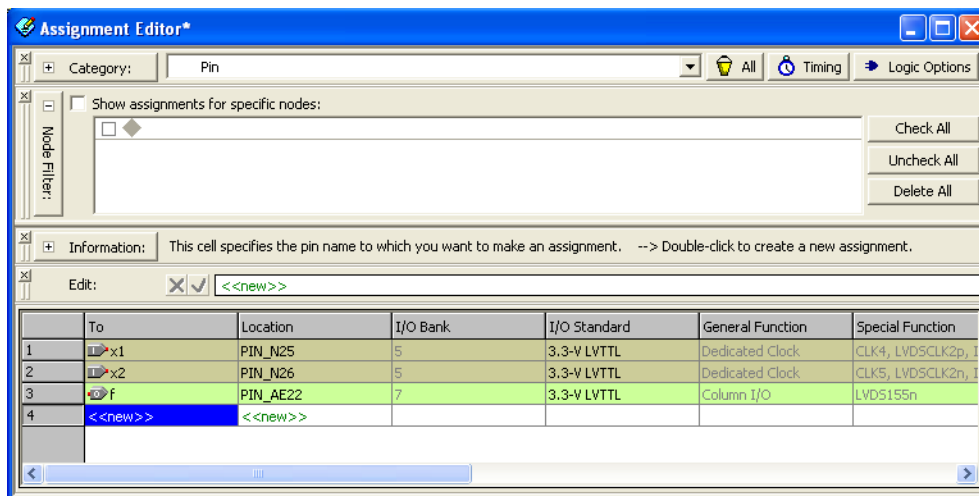 Assignment Editor*
Category: Pin All Timing Logic Options
Node Filter:
Show assignments for specific nodes:
Check All
Uncheck All
Delete All
Information: This cell specifies the pin name to which you want to make an assignment. --> Double-click to create a new assignment.
Edit: <<new>>
To Location I/O Bank I/O Standard General Function Special Function
1 x1 PIN_N25 5 3.3-V LVTTL Dedicated Clock CLK4, LVDSCLK2p, I
2 x2 PIN_N26 5 3.3-V LVTTL Dedicated Clock CLK5, LVDSCLK2n, I
3 f PIN_AE22 7 3.3-V LVTTL Column I/O LVDS155n
4 <<new>> <<new>>